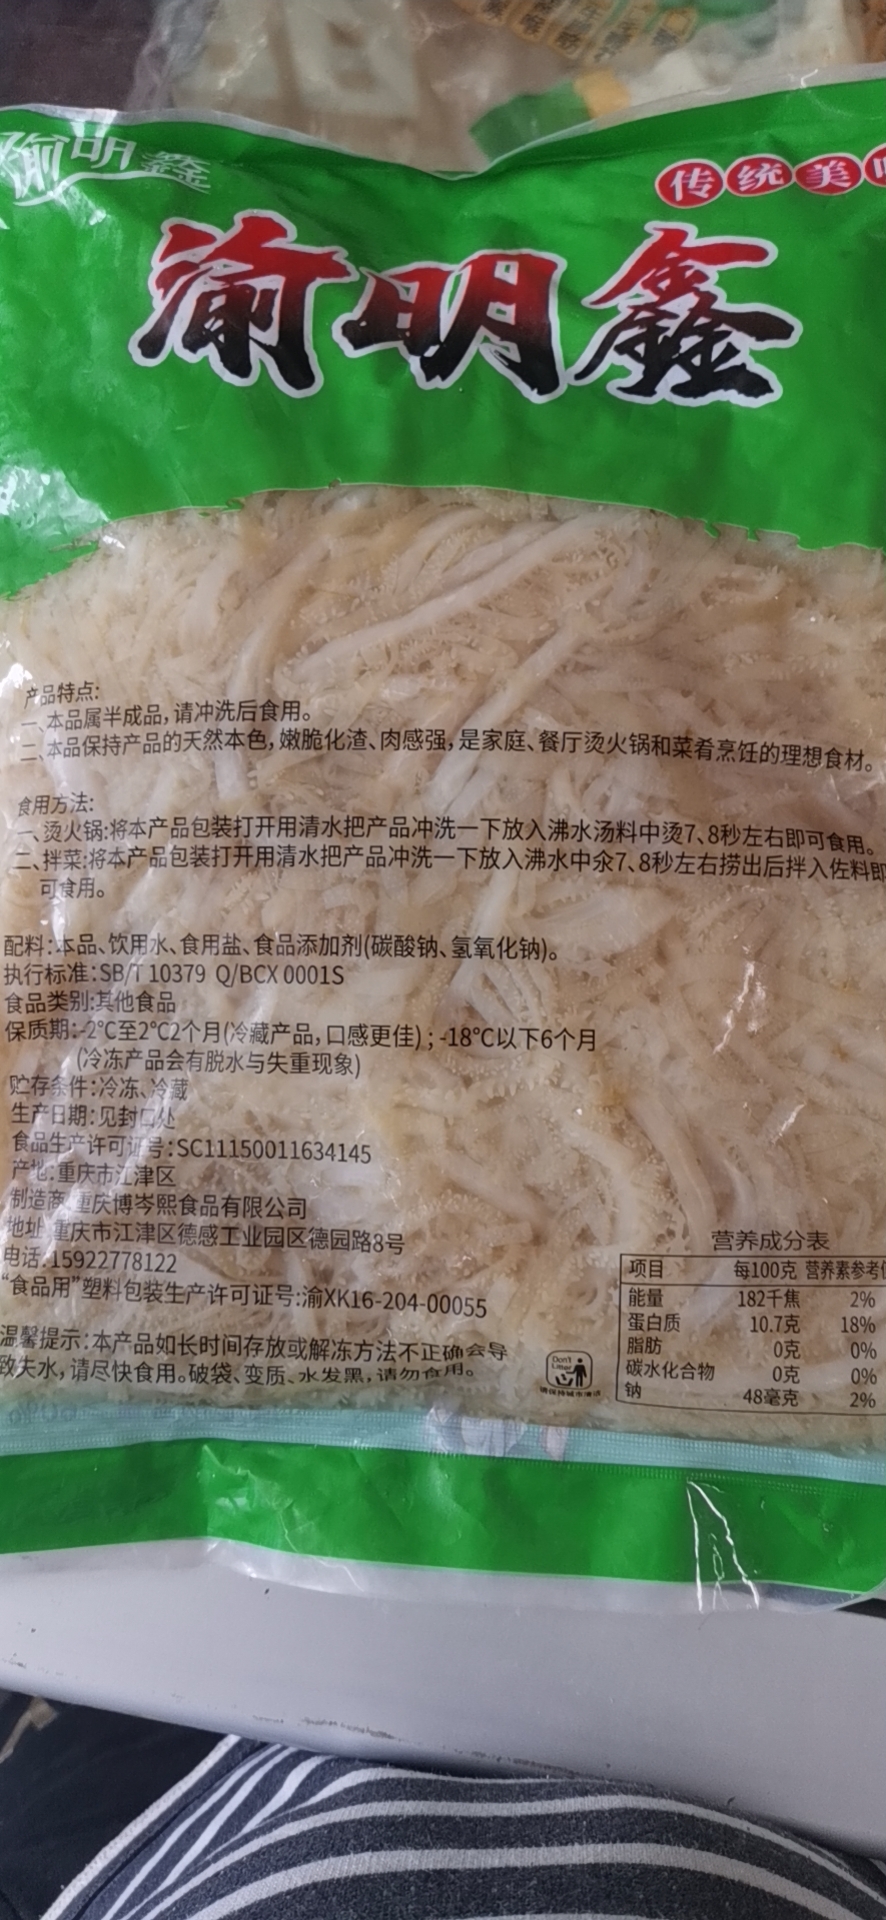 渝明鑫
传统美
渝明鑫
产品特点:
一、本品属半成品,请冲洗后食用。
二、本品保持产品的天然本色,嫩脆化渣、肉感强,是家庭、餐厅烫火锅和菜肴烹饪的理想食材。
食用方法:
一、烫火锅:将本产品包装打开用清水把产品冲洗一下放入沸水汤料中烫7、8秒左右即可食用。
二、拌菜:将本产品包装打开用清水把产品冲洗一下放入沸水中汆7、8秒左右捞出后拌入佐料即
可食用。
配料:本品、饮用水、食用盐、食品添加剂(碳酸钠、氢氧化钠)。
执行标准:SB/T 10379 Q/BCX 0001S
食品类别:其他食品
保质期:-2℃至2℃2个月(冷藏产品,口感更佳);-18℃以下6个月
(冷冻产品会有脱水与失重现象)
贮存条件:冷冻、冷藏
生产日期:见封口处
食品生产许可证号:SC11150011634145
产地:重庆市江津区
制造商:重庆博岑熙食品有限公司
地址:重庆市江津区德感工业园区德园路8号
电话:15922778122
“食品用”塑料包装生产许可证号:渝XK16-204-00055
温馨提示:本产品如长时间存放或解冻方法不正确会导
致失水,请尽快食用。破袋、变质、水发黑,请勿食用。
Don't Litter
请保持城市清洁
营养成分表
项目 每100克 营养素参考值
能量 182千焦 2%
蛋白质 10.7克 18%
脂肪 0克 0%
碳水化合物 0克 0%
钠 48毫克 2%